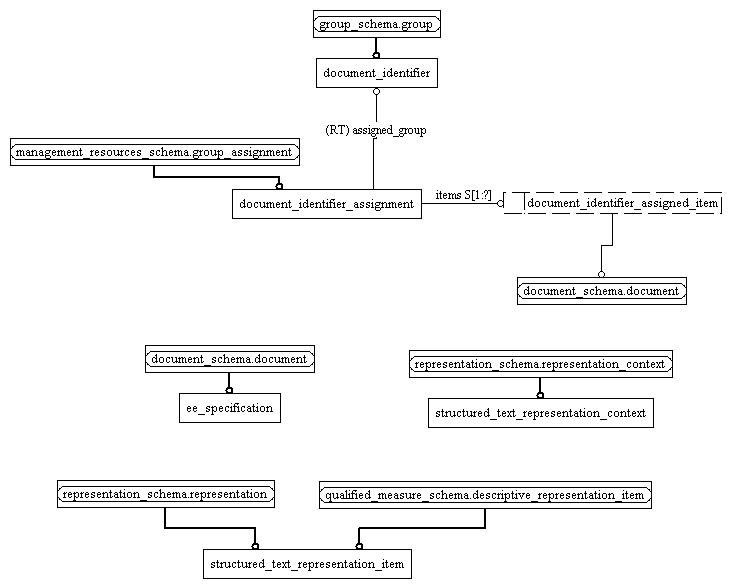 group_schema.group
document_identifier
(RT) assigned_group
management_resources_schema.group_assignment
items S[1:?]
document_identifier_assignment
document_identifier_assigned_item
document_schema.document
document_schema.document
representation_schema.representation_context
ee_specification
structured_text_representation_context
representation_schema.representation
qualified_measure_schema.descriptive_representation_item
structured_text_representation_item